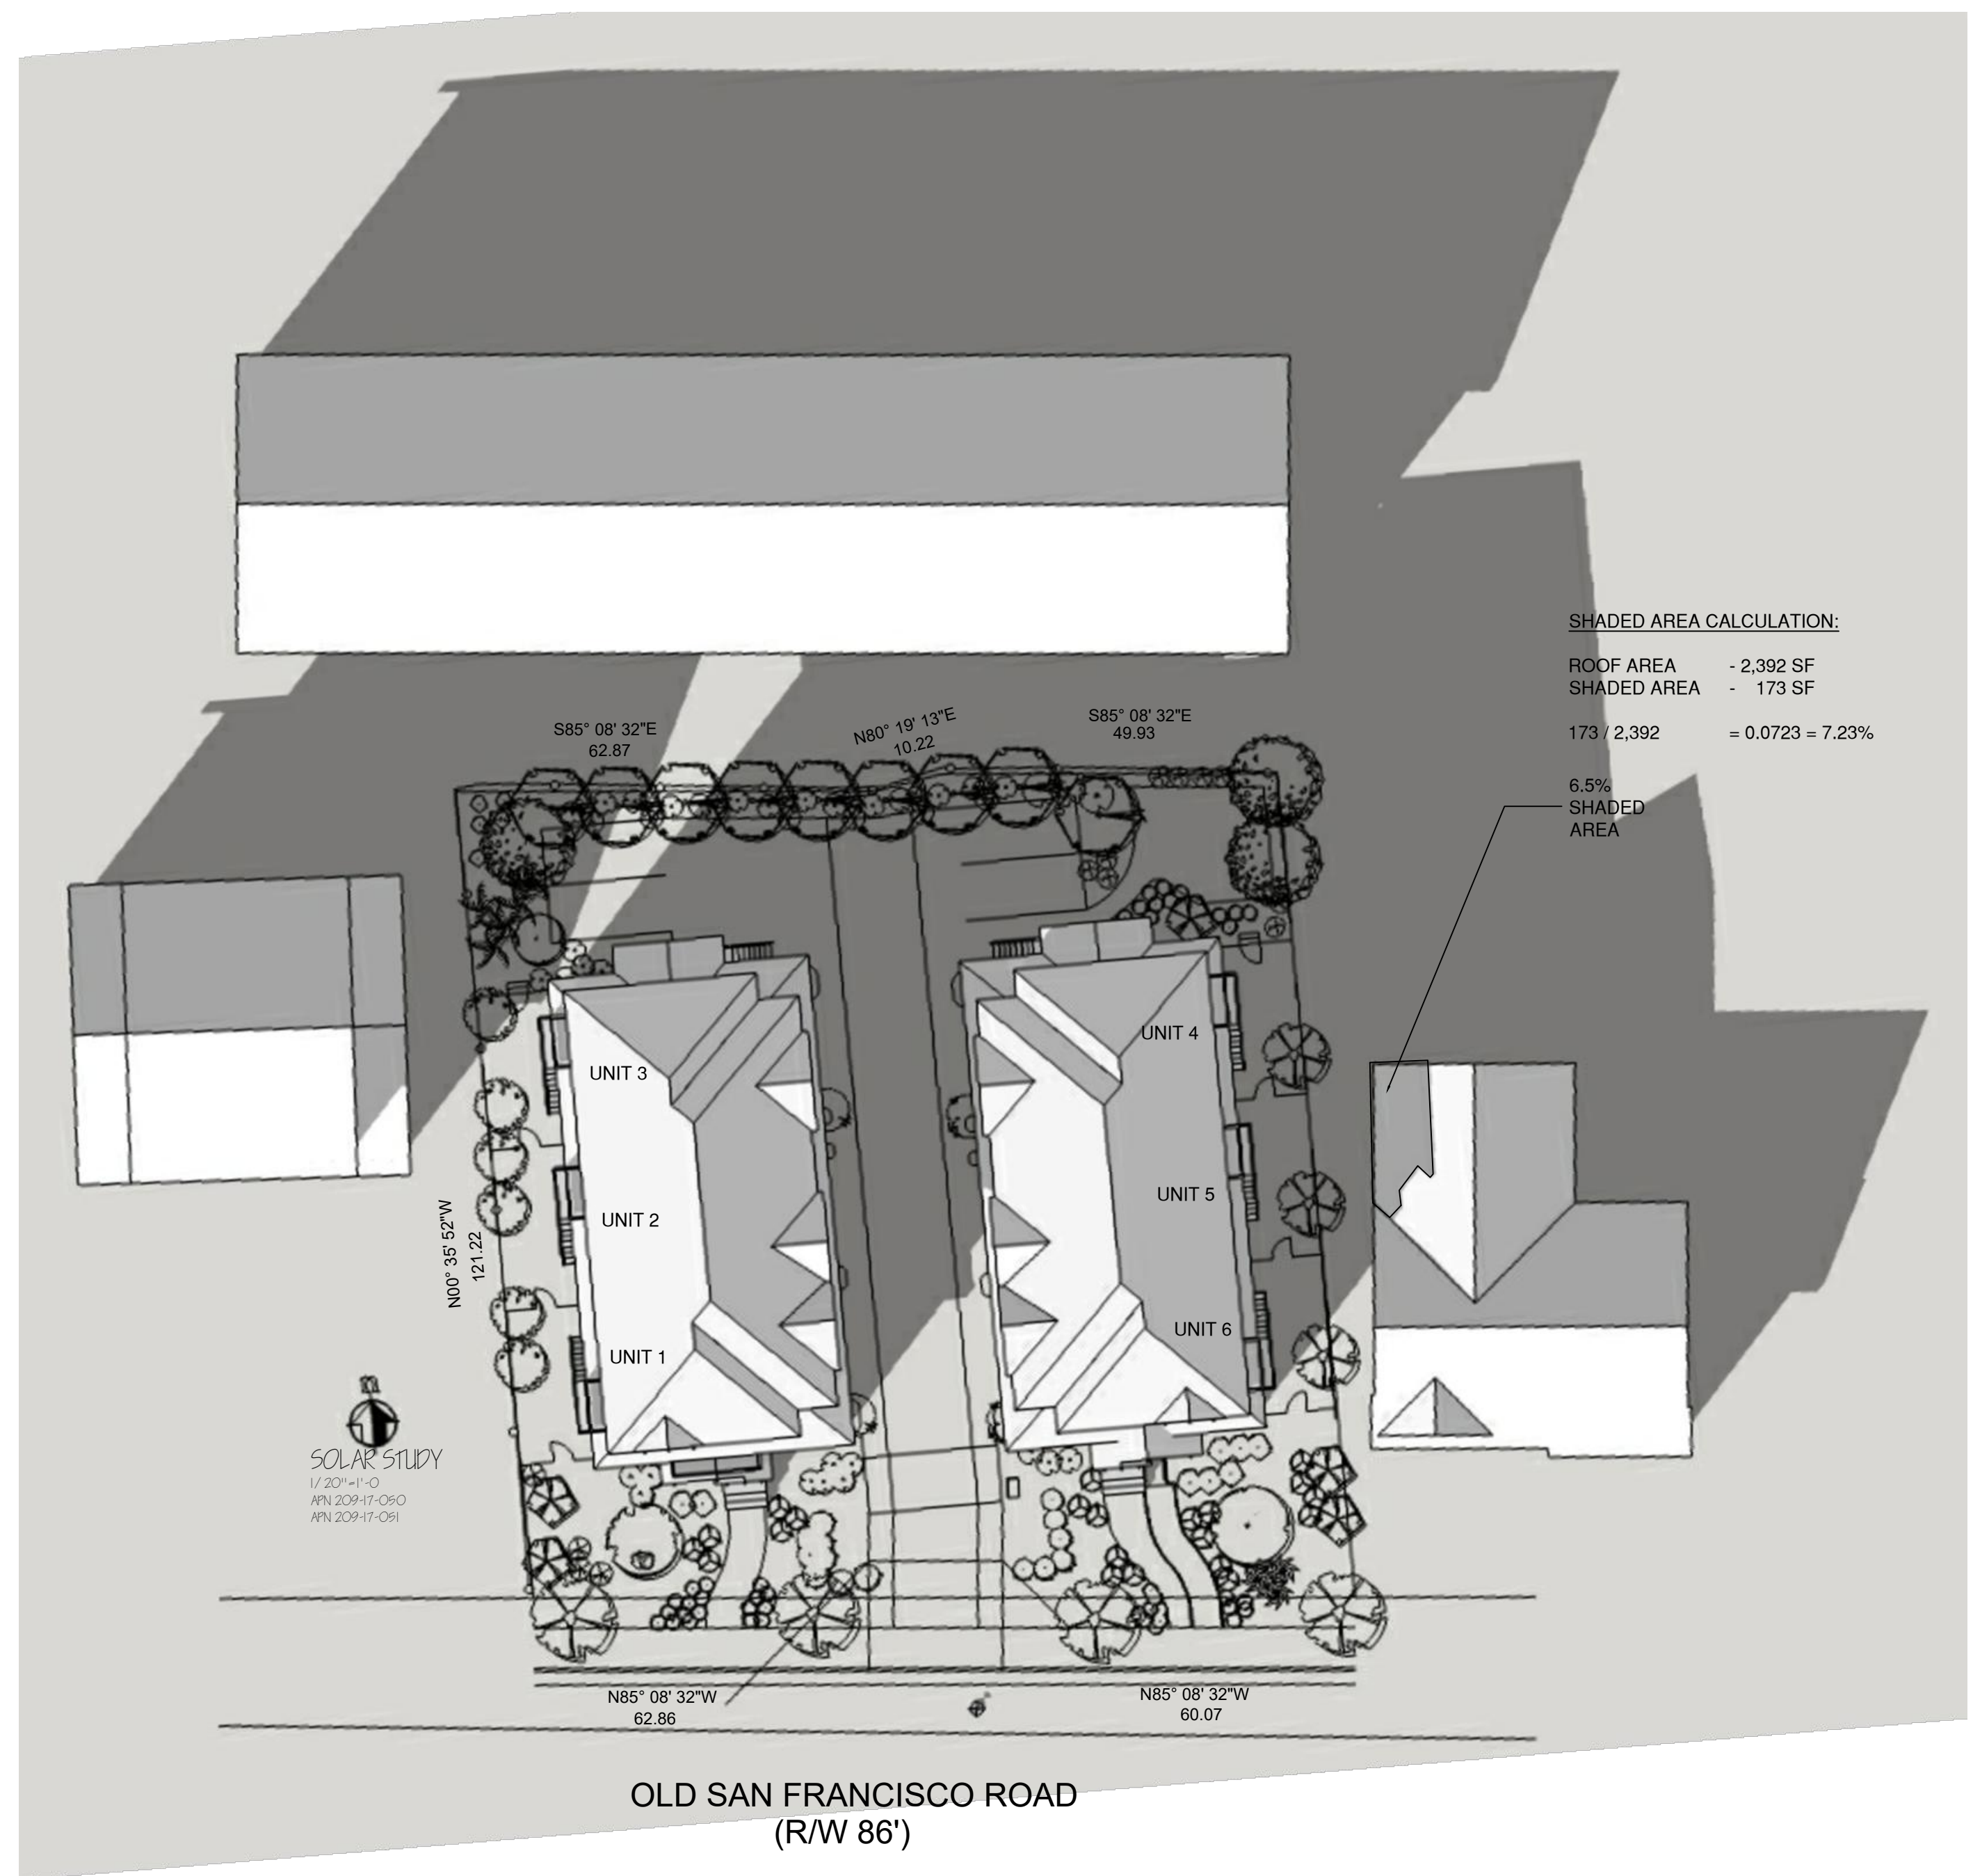 SHADED AREA CALCULATION:
ROOF AREA - 2,392 SF
SHADED AREA - 173 SF
173 / 2,392 = 0.0723 = 7.23%
6.5%
SHADED
AREA
S85° 08' 32"E
62.87
N80° 19' 13"E
10.22
S85° 08' 32"E
49.93
UNIT 3
UNIT 4
UNIT 2
UNIT 5
UNIT 1
UNIT 6
N00° 35' 52"W
121.22
n
SOLAR STUDY
1/20"=1'-0
APN 209-17-050
APN 209-17-051
N85° 08' 32"W
62.86
N85° 08' 32"W
60.07
OLD SAN FRANCISCO ROAD
(R/W 86')